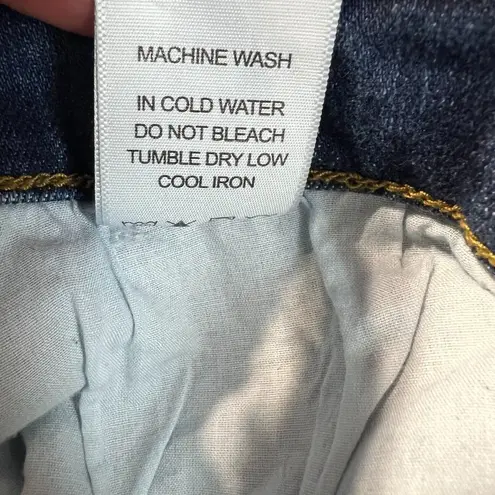 MACHINE WASH
IN COLD WATER
DO NOT BLEACH
TUMBLE DRY LOW
COOL IRON